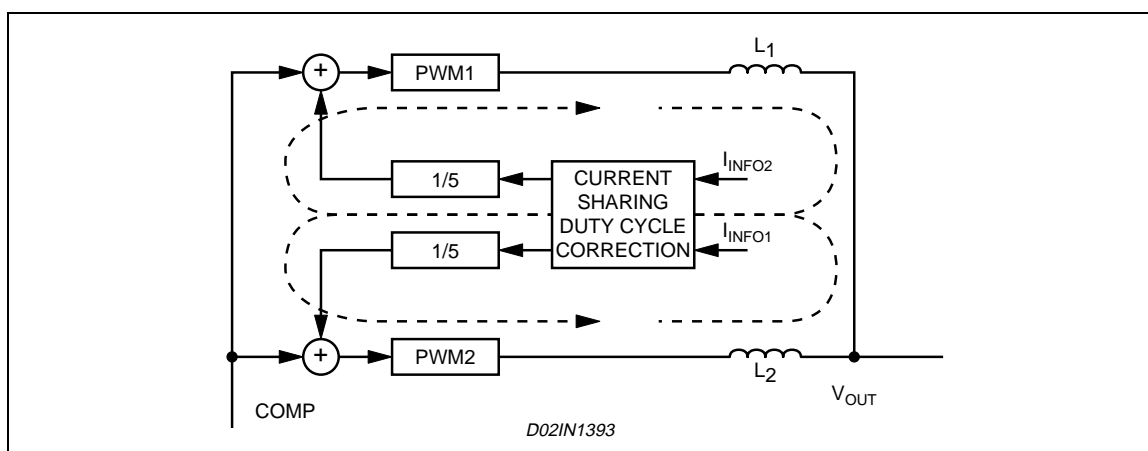 L1
+
PWM1
IINFO2
1/5
CURRENT
SHARING
DUTY CYCLE
CORRECTION
IINFO1
1/5
+
PWM2
L2
COMP
VOUT
D02IN1393